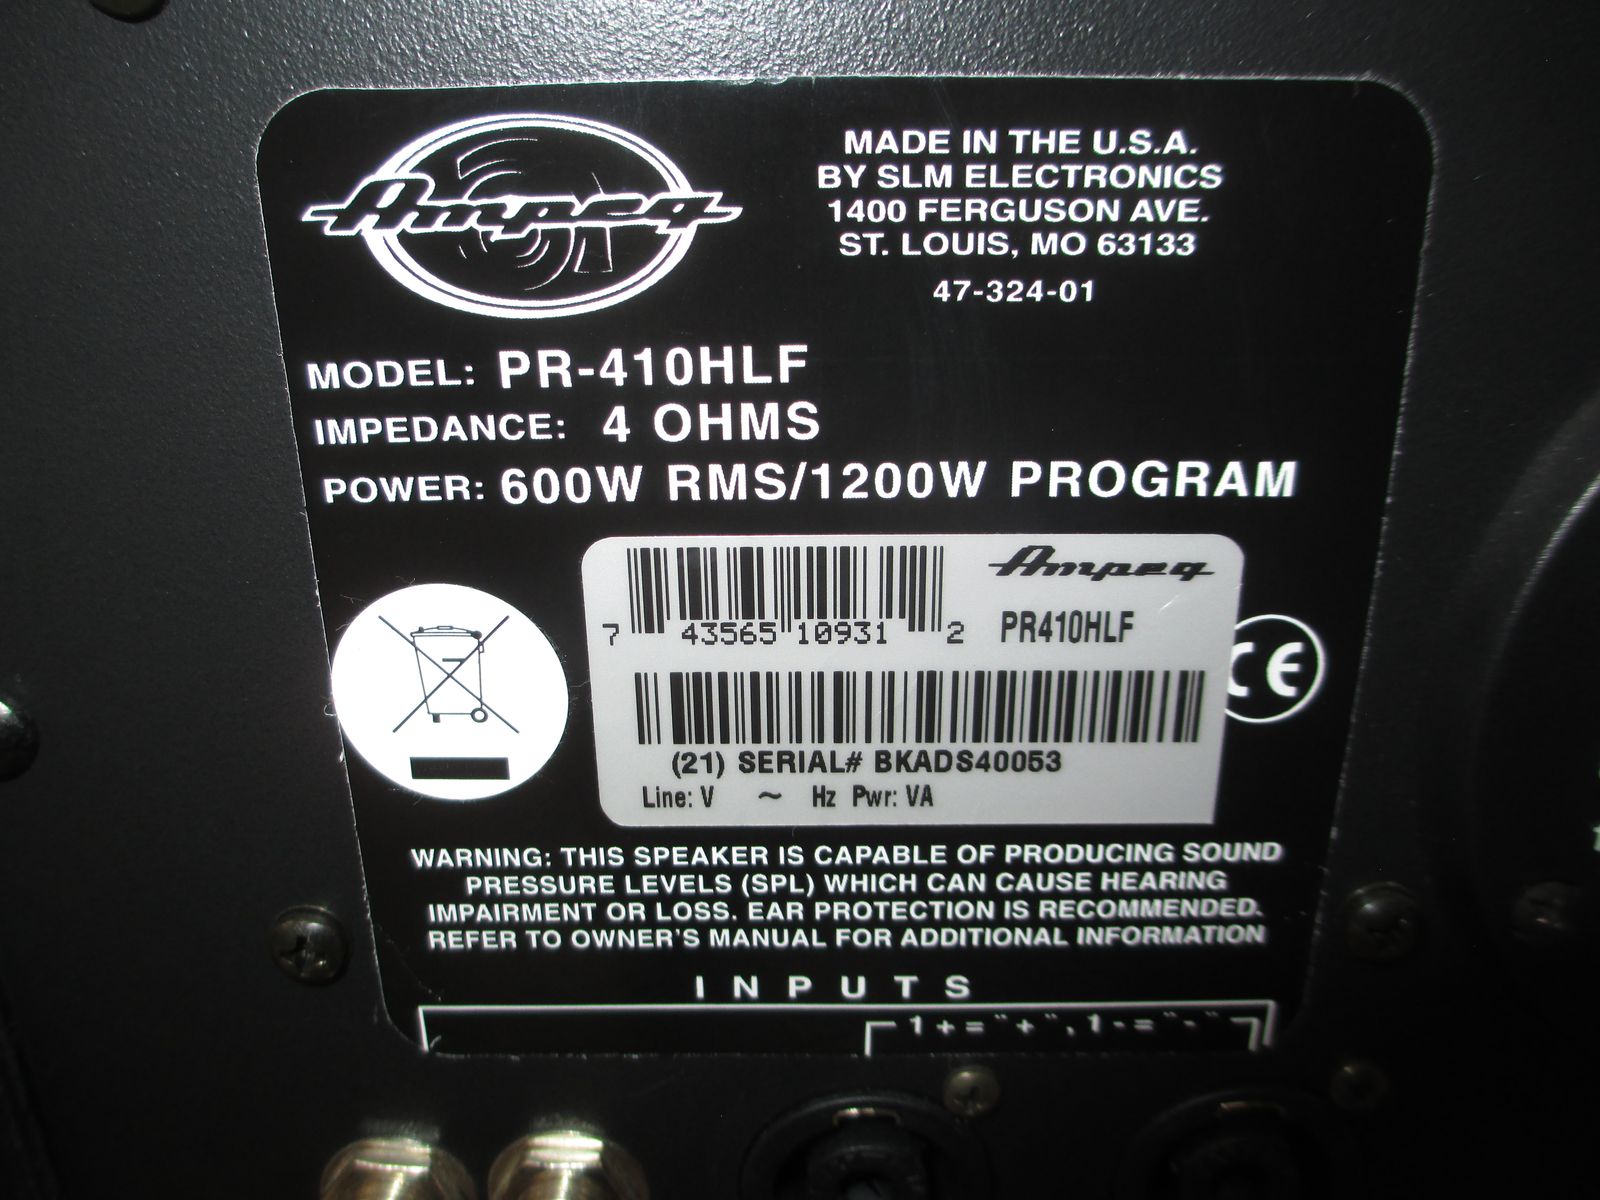 Ampeg
MADE IN THE U.S.A.
BY SLM ELECTRONICS
1400 FERGUSON AVE.
ST. LOUIS, MO 63133
47-324-01
MODEL: PR-410HLF
IMPEDANCE: 4 OHMS
POWER: 600W RMS/1200W PROGRAM
Ampeg
7 43565 10931 2 PR410HLF
CE
(21) SERIAL# BKADS40053
Line: V ~ Hz Pwr: VA
WARNING: THIS SPEAKER IS CAPABLE OF PRODUCING SOUND
PRESSURE LEVELS (SPL) WHICH CAN CAUSE HEARING
IMPAIRMENT OR LOSS. EAR PROTECTION IS RECOMMENDED.
REFER TO OWNER'S MANUAL FOR ADDITIONAL INFORMATION
INPUTS
1+="+",1-="-"